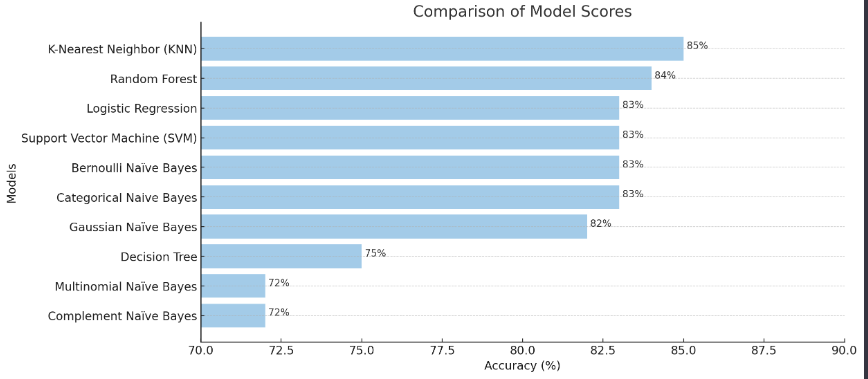 Comparison of Model Scores
K-Nearest Neighbor (KNN) 85%
Random Forest 84%
Logistic Regression 83%
Support Vector Machine (SVM) 83%
Bernoulli Naïve Bayes 83%
Categorical Naive Bayes 83%
Gaussian Naïve Bayes 82%
Decision Tree 75%
Multinomial Naïve Bayes 72%
Complement Naïve Bayes 72%
Models
70.0 72.5 75.0 77.5 80.0 82.5 85.0 87.5 90.0
Accuracy (%)